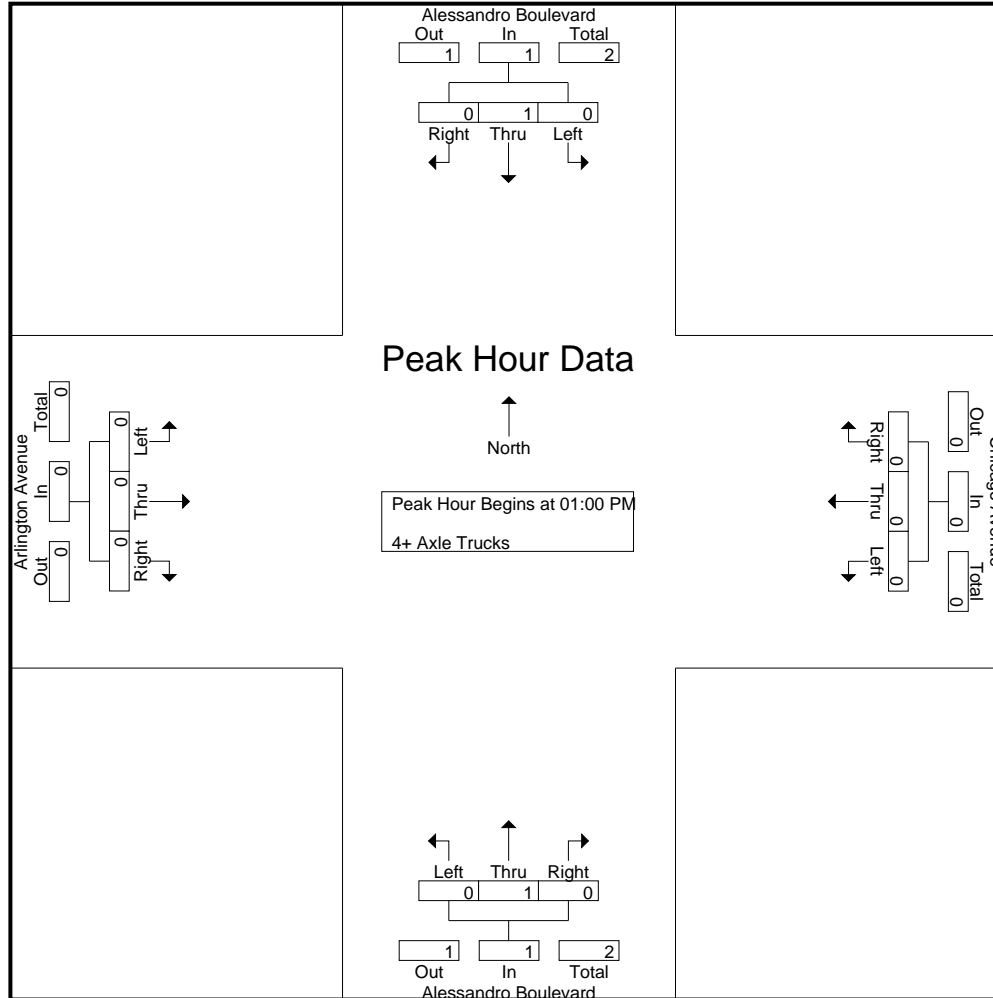 Alessandro Boulevard
Out In Total
1 1 2
0 1 0
Right Thru Left
Peak Hour Data
North
Peak Hour Begins at 01:00 PM
4+ Axle Trucks
Arlington Avenue
Out In Total
0 0 0
0 0 0
Right Thru Left
Out In Total
0 0 0
0 0 0
Right Thru Left
Left Thru Right
0 1 0
1 1 2
Out In Total
Alessandro Boulevard